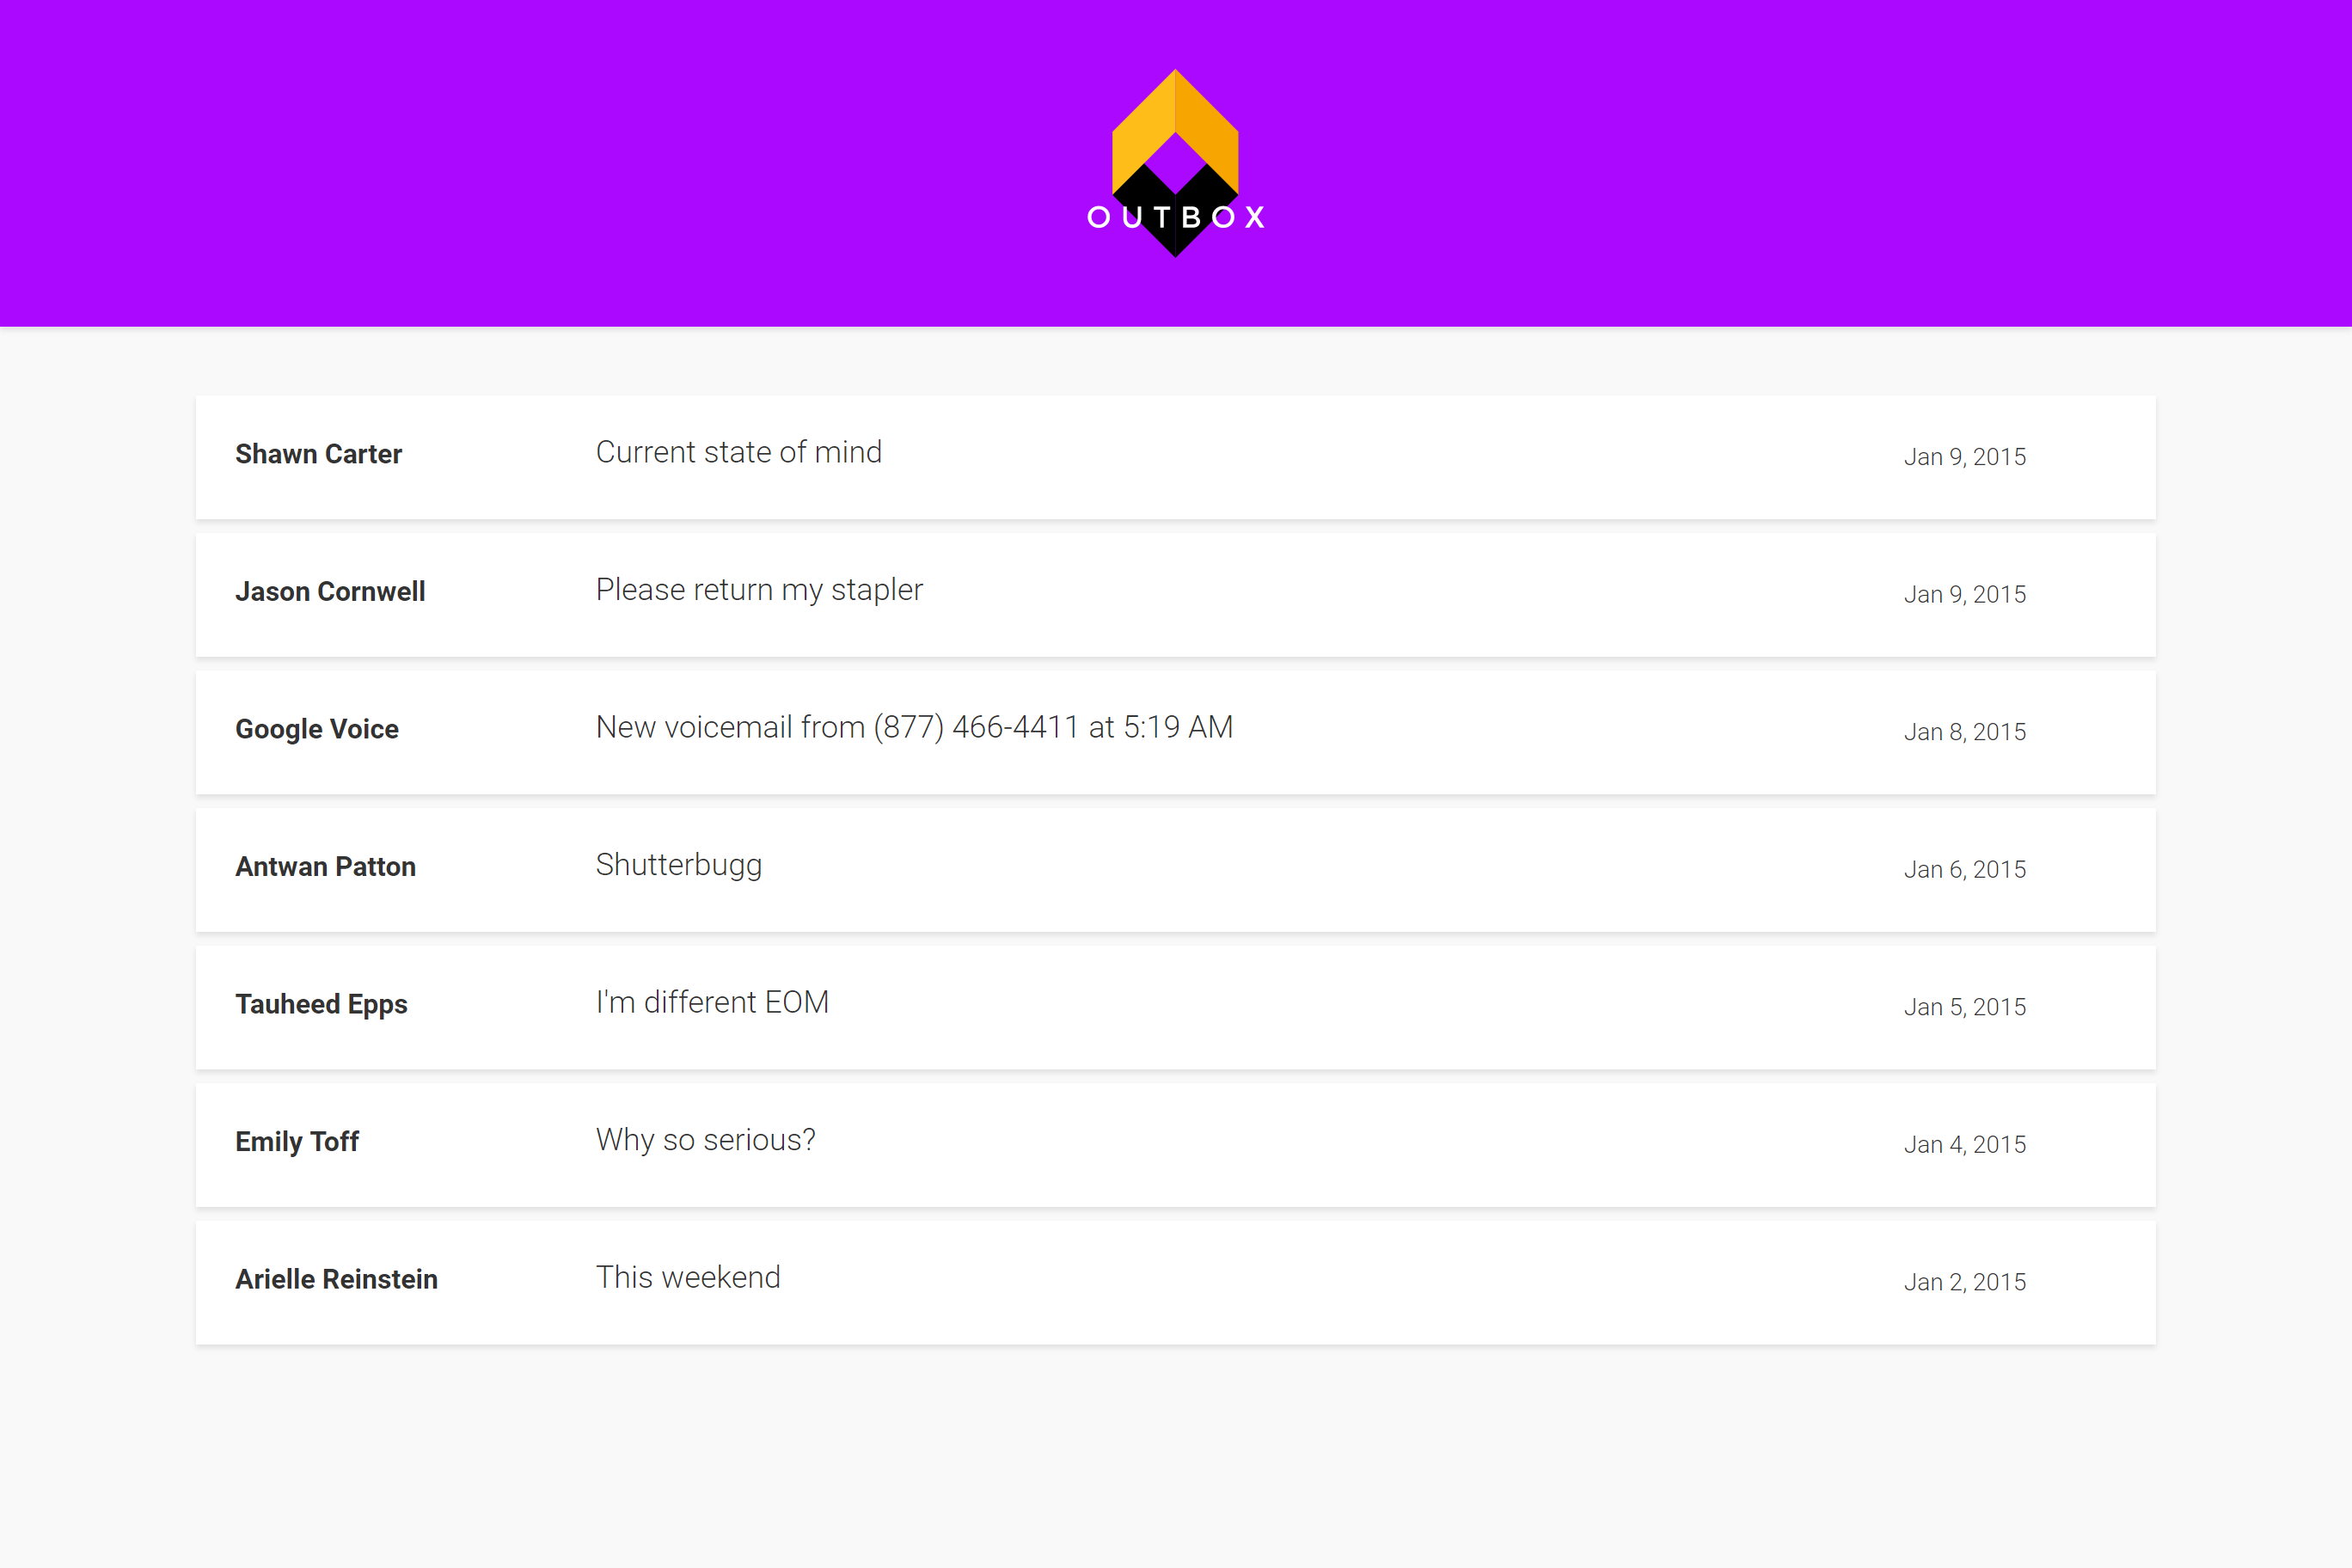 OUTBOX
Shawn Carter Current state of mind Jan 9, 2015
Jason Cornwell Please return my stapler Jan 9, 2015
Google Voice New voicemail from (877) 466-4411 at 5:19 AM Jan 8, 2015
Antwan Patton Shutterbugg Jan 6, 2015
Tauheed Epps I'm different EOM Jan 5, 2015
Emily Toff Why so serious? Jan 4, 2015
Arielle Reinstein This weekend Jan 2, 2015